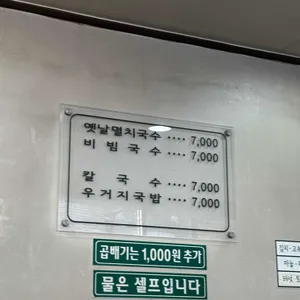 옛날멸치국수 ···· 7,000
비 빔 국 수 ···· 7,000
칼 국 수 ···· 7,000
우거지국밥 ···· 7,000
곱배기는 1,000원 추가
물은 셀프입니다